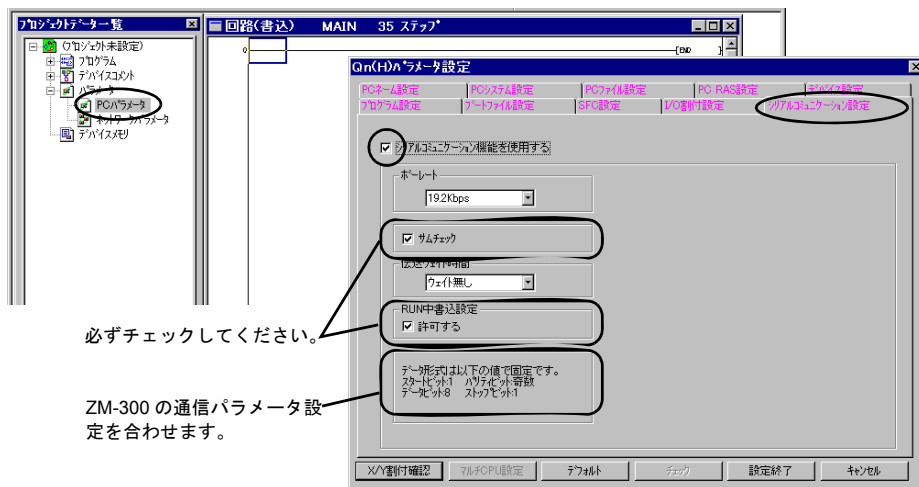 ﾌﾟﾛｼﾞｪｸﾄﾃﾞｰﾀ一覧
(ﾌﾟﾛｼﾞｪｸﾄ未設定)
ﾌﾟﾛｸﾞﾗﾑ
ﾃﾞﾊﾞｲｽｺﾒﾝﾄ
ﾊﾟﾗﾒｰﾀ
PCﾊﾟﾗﾒｰﾀ
ﾈｯﾄﾜｰｸﾊﾟﾗﾒｰﾀ
ﾃﾞﾊﾞｲｽﾒﾓﾘ
回路(書込) MAIN 35 ｽﾃｯﾌﾟ
0
END
Qn(H)ﾊﾟﾗﾒｰﾀ設定
PCﾈｰﾑ設定 PCｼｽﾃﾑ設定 PCﾌｧｲﾙ設定 PC RAS設定 ﾃﾞﾊﾞｲｽ設定
ﾌﾟﾛｸﾞﾗﾑ設定 ﾌﾞｰﾄﾌｧｲﾙ設定 SFC設定 I/O割付設定 ｼﾘｱﾙｺﾐｭﾆｹｰｼｮﾝ設定
ｼﾘｱﾙｺﾐｭﾆｹｰｼｮﾝ機能を使用する
ﾎﾞｰﾚｰﾄ
19.2Kbps
ｻﾑﾁｪｯｸ
伝送ｳｪｲﾄ時間
ｳｪｲﾄ無し
RUN中書込設定
許可する
ﾃﾞｰﾀ形式は以下の値で固定です。
ｽﾀｰﾄﾋﾞｯﾄ:1 ﾊﾟﾘﾃｨﾋﾞｯﾄ:奇数
ﾃﾞｰﾀﾋﾞｯﾄ:8 ｽﾄｯﾌﾟﾋﾞｯﾄ:1
X/Y割付確認 ﾏﾙﾁCPU設定 ﾃﾞﾌｫﾙﾄ ﾁｪｯｸ 設定終了 ｷｬﾝｾﾙ
必ずチェックしてください。
ZM-300 の通信パラメータ設
定を合わせます。